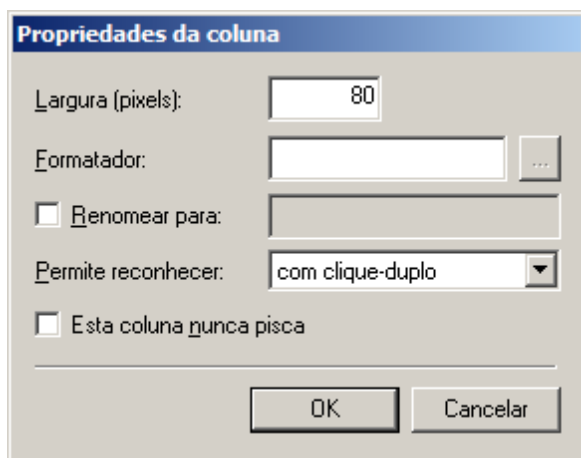 Propriedades da coluna
Largura (pixels): 80
Formatador: ...
Renomear para:
Permite reconhecer: com clique-duplo
Esta coluna nunca pisca
OK Cancelar